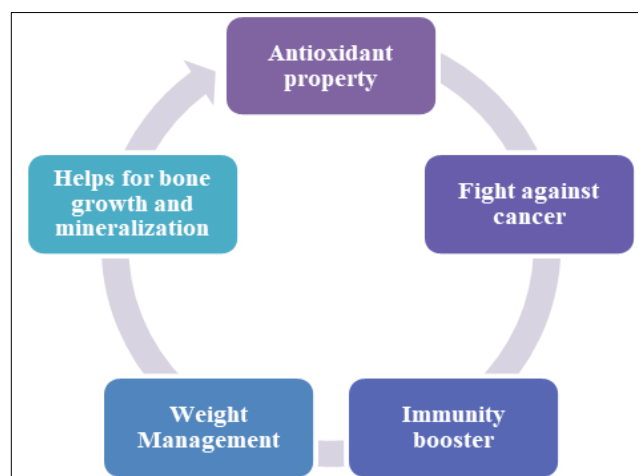 Antioxidant
property
Fight against
cancer
Immunity
booster
Weight
Management
Helps for bone
growth and
mineralization